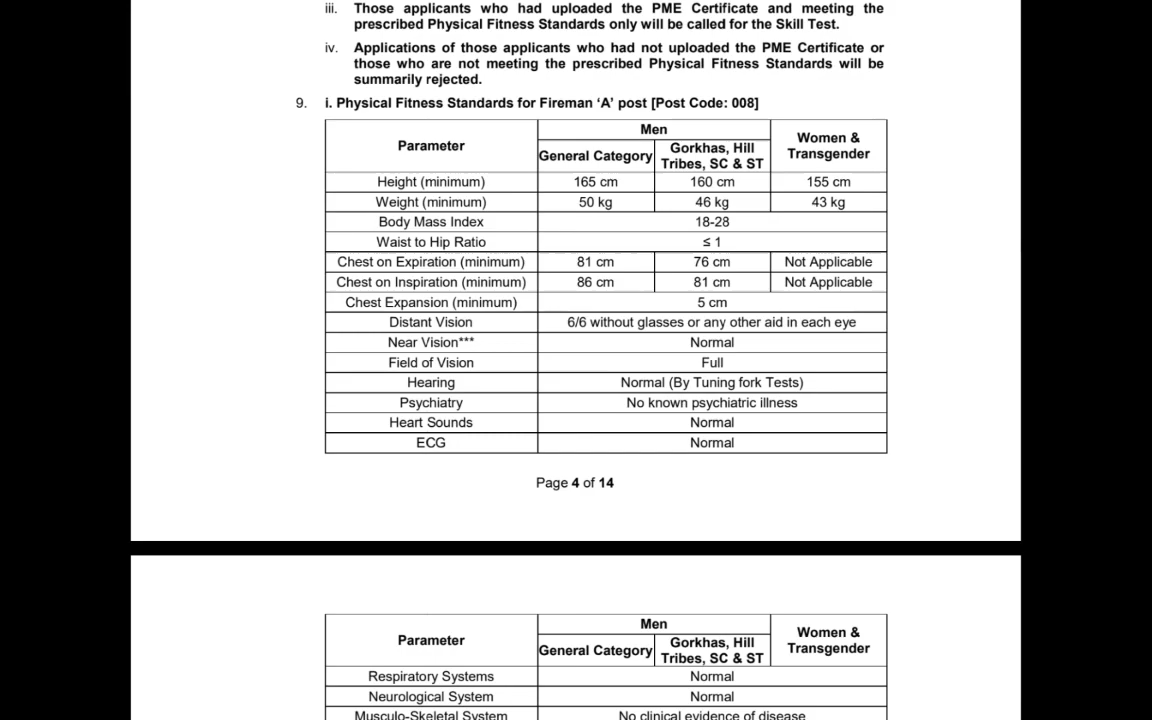 iii. Those applicants who had uploaded the PME Certificate and meeting the
prescribed Physical Fitness Standards only will be called for the Skill Test.
iv. Applications of those applicants who had not uploaded the PME Certificate or
those who are not meeting the prescribed Physical Fitness Standards will be
summarily rejected.
9. i. Physical Fitness Standards for Fireman ‘A’ post [Post Code: 008]
Parameter Men Women & Transgender
General Category Gorkhas, Hill Tribes, SC & ST
Height (minimum) 165 cm 160 cm 155 cm
Weight (minimum) 50 kg 46 kg 43 kg
Body Mass Index 18-28
Waist to Hip Ratio ≤ 1
Chest on Expiration (minimum) 81 cm 76 cm Not Applicable
Chest on Inspiration (minimum) 86 cm 81 cm Not Applicable
Chest Expansion (minimum) 5 cm
Distant Vision 6/6 without glasses or any other aid in each eye
Near Vision*** Normal
Field of Vision Full
Hearing Normal (By Tuning fork Tests)
Psychiatry No known psychiatric illness
Heart Sounds Normal
ECG Normal
Page 4 of 14
Parameter Men Women & Transgender
General Category Gorkhas, Hill Tribes, SC & ST
Respiratory Systems Normal
Neurological System Normal
Musculo-Skeletal System No clinical evidence of disease